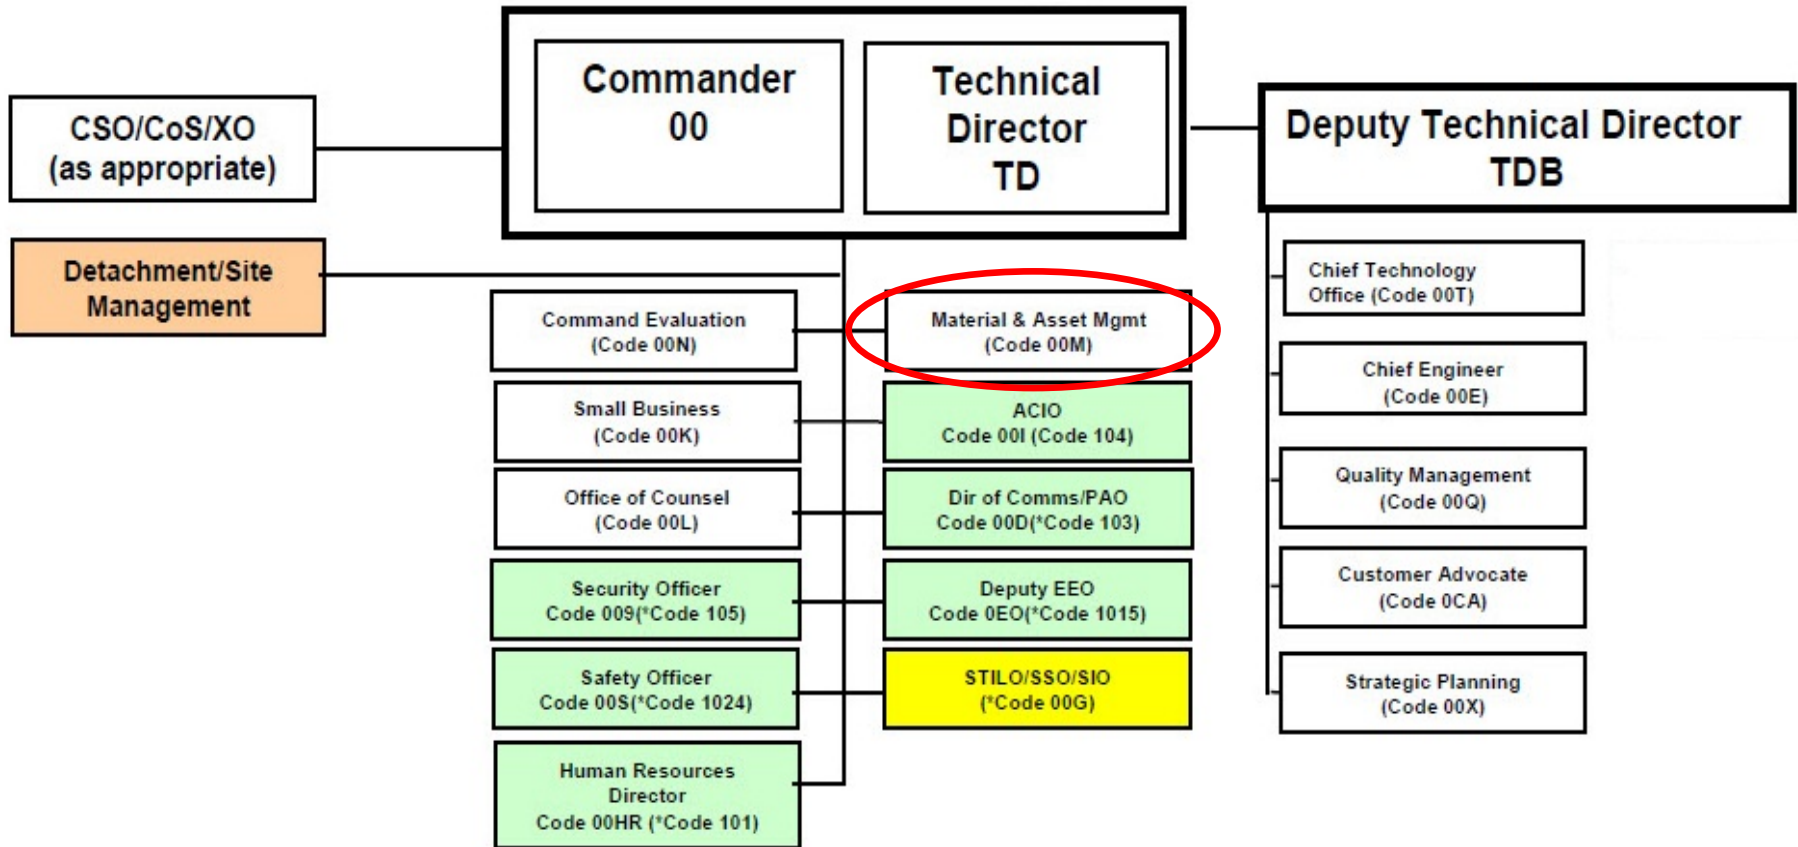 Commander
00
Technical
Director
TD
CSO/CoS/XO
(as appropriate)
Deputy Technical Director
TDB
Detachment/Site
Management
Command Evaluation
(Code 00N)
Material & Asset Mgmt
(Code 00M)
Small Business
(Code 00K)
ACIO
Code 00I (Code 104)
Office of Counsel
(Code 00L)
Dir of Comms/PAO
Code 00D(*Code 103)
Security Officer
Code 009(*Code 105)
Deputy EEO
Code 0EO(*Code 1015)
Safety Officer
Code 00S(*Code 1024)
STILO/SSO/SIO
(*Code 00G)
Human Resources
Director
Code 00HR (*Code 101)
Chief Technology
Office (Code 00T)
Chief Engineer
(Code 00E)
Quality Management
(Code 00Q)
Customer Advocate
(Code 0CA)
Strategic Planning
(Code 00X)